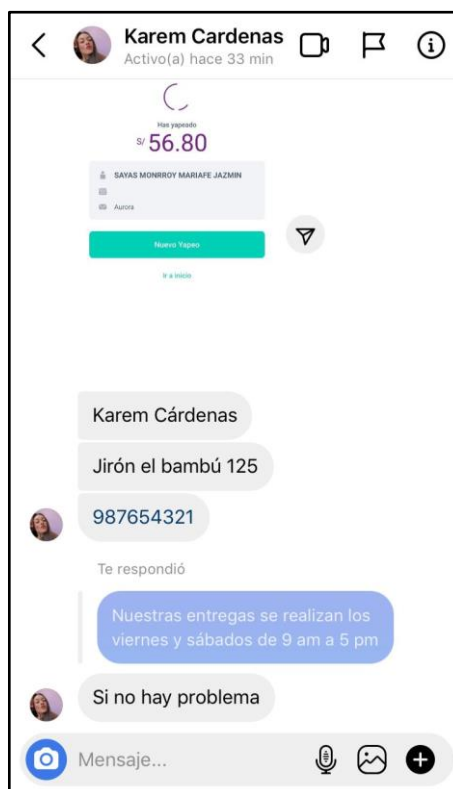 Karem Cardenas
Activo(a) hace 33 min
Has yapeado
S/ 56.80
SAYAS MONRROY MARIAFE JAZMIN
Aurora
Nuevo Yapeo
Ir a inicio
Karem Cárdenas
Jirón el bambú 125
987654321
Te respondió
Nuestras entregas se realizan los
viernes y sábados de 9 am a 5 pm
Si no hay problema
Mensaje...